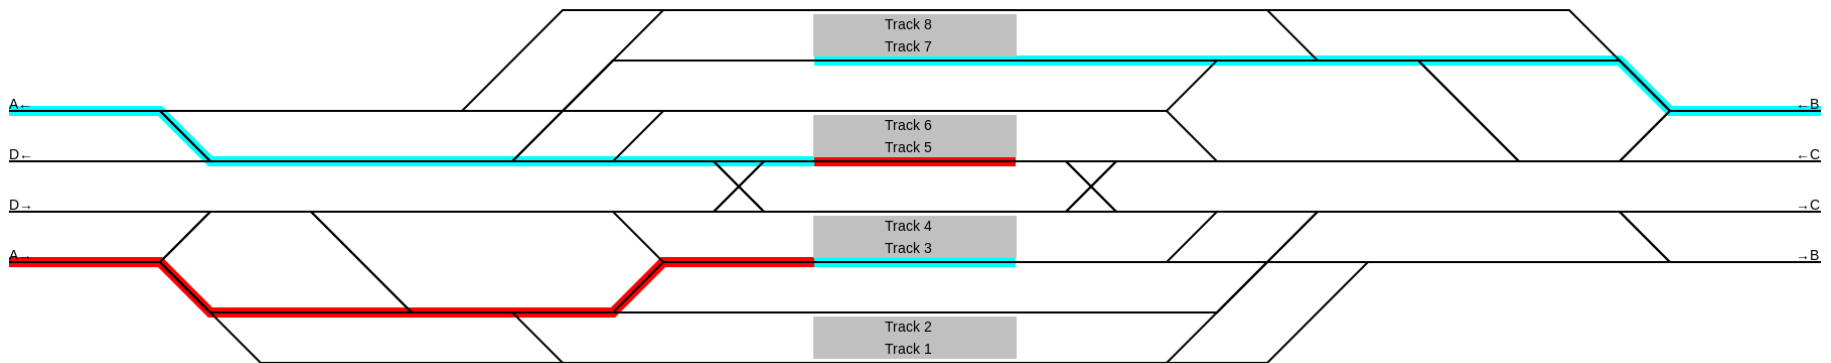 Track 8
Track 7
A←
←B
Track 6
Track 5
D←
←C
D→
→C
Track 4
Track 3
A→
→B
Track 2
Track 1